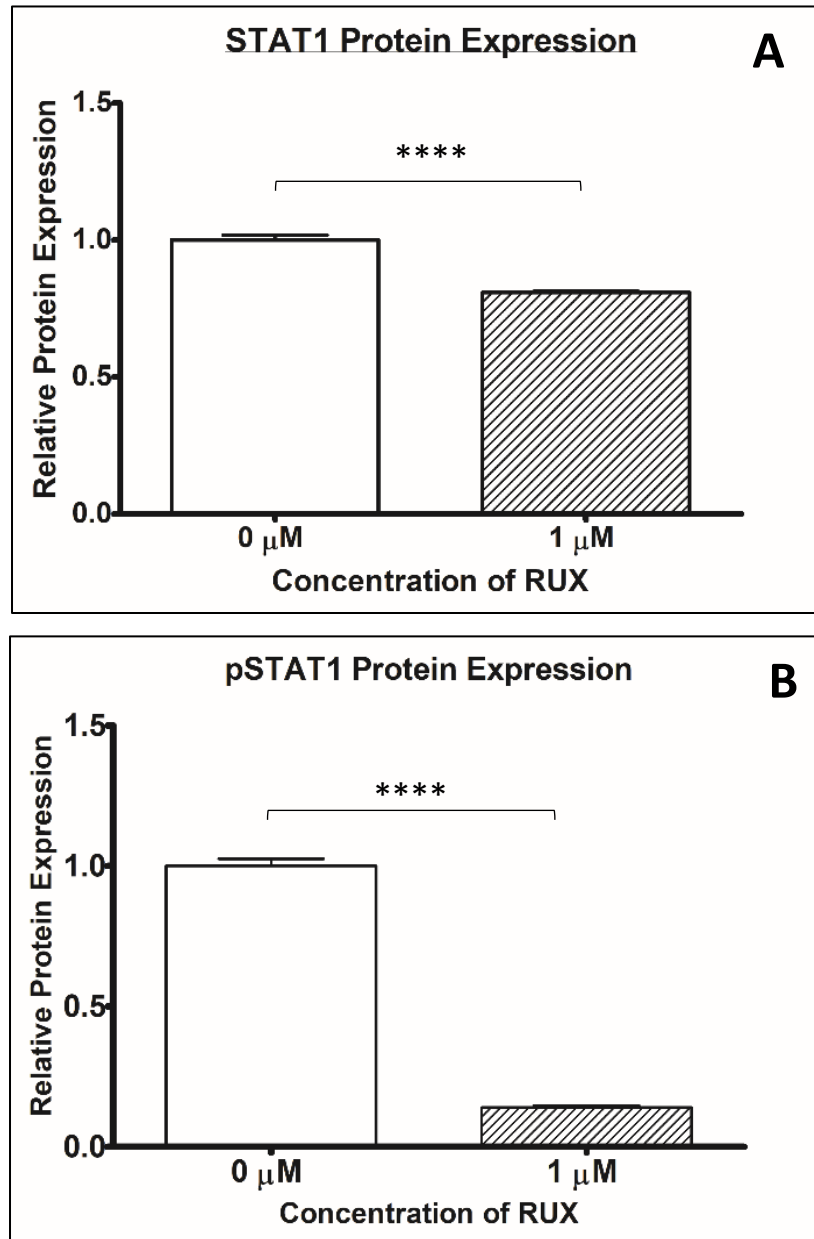 STAT1 Protein Expression
A
Relative Protein Expression
1.5
1.0
0.5
0.0
****
0 μM
1 μM
Concentration of RUX
pSTAT1 Protein Expression
B
Relative Protein Expression
1.5
1.0
0.5
0.0
****
0 μM
1 μM
Concentration of RUX